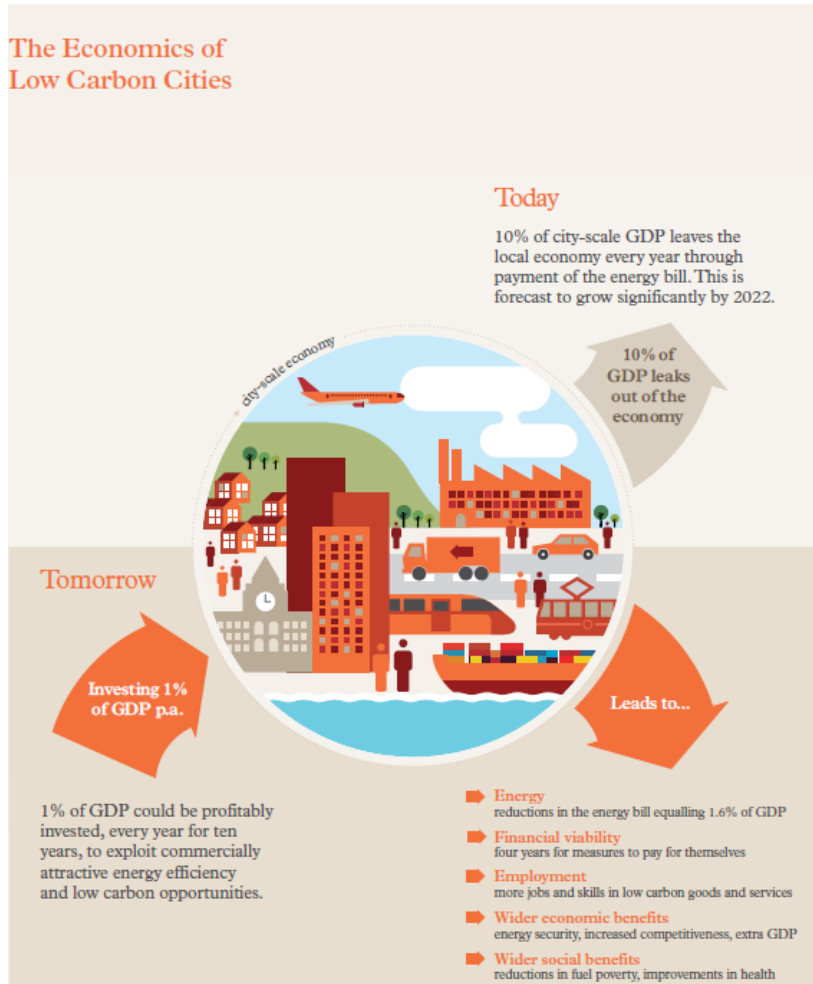 The Economics of
Low Carbon Cities
Today
10% of city-scale GDP leaves the
local economy every year through
payment of the energy bill. This is
forecast to grow significantly by 2022.
city-scale economy
10% of
GDP leaks
out of the
economy
Tomorrow
Investing 1%
of GDP p.a.
Leads to...
1% of GDP could be profitably
invested, every year for ten
years, to exploit commercially
attractive energy efficiency
and low carbon opportunities.
Energy
reductions in the energy bill equalling 1.6% of GDP
Financial viability
four years for measures to pay for themselves
Employment
more jobs and skills in low carbon goods and services
Wider economic benefits
energy security, increased competitiveness, extra GDP
Wider social benefits
reductions in fuel poverty, improvements in health